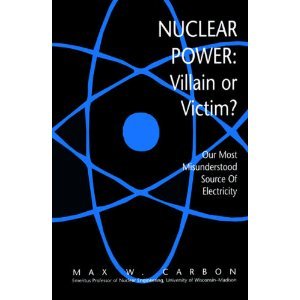 NUCLEAR
POWER:
Villain or
Victim?
Our Most
Misunderstood
Source Of
Electricity
MAX W. CARBON
Emeritus Professor of Nuclear Engineering, University of Wisconsin-Madison